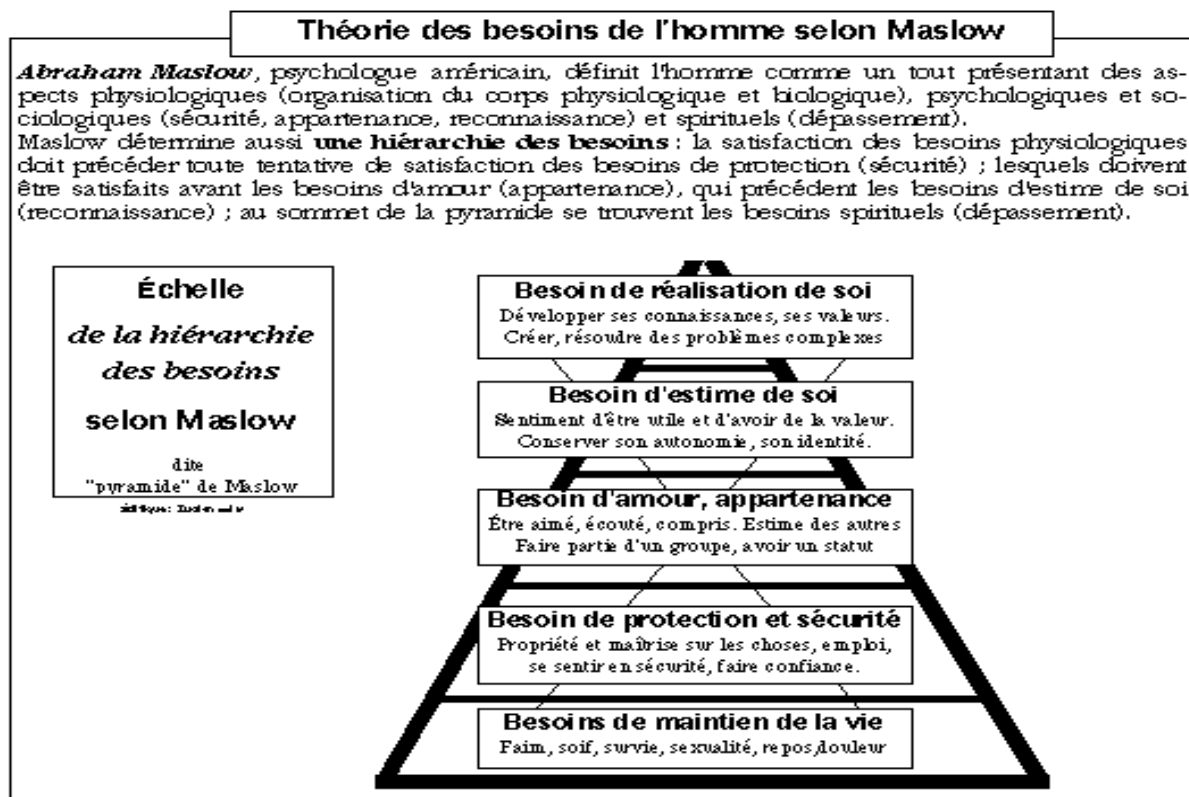 Théorie des besoins de l'homme selon Maslow
Abraham Maslow, psychologue américain, définit l'homme comme un tout présentant des as-
pects physiologiques (organisation du corps physiologique et biologique), psychologiques et so-
ciologiques (sécurité, appartenance, reconnaissance) et spirituels (dépassement).
Maslow détermine aussi une hiérarchie des besoins : la satisfaction des besoins physiologiques
doit précéder toute tentative de satisfaction des besoins de protection (sécurité) ; lesquels doivent
être satisfaits avant les besoins d'amour (appartenance), qui précédent les besoins d'estime de soi
(reconnaissance) ; au sommet de la pyramide se trouvent les besoins spirituels (dépassement).
Échelle
de la hiérarchie
des besoins
selon Maslow
dite
"pyramide" de Maslow
Besoin de réalisation de soi
Développer ses connaissances, ses valeurs.
Créer, résoudre des problèmes complexes
Besoin d'estime de soi
Sentiment d'être utile et d'avoir de la valeur.
Conserver son autonomie, son identité.
Besoin d'amour, appartenance
Être aimé, écouté, compris. Estime des autres
Faire partie d'un groupe, avoir un statut
Besoin de protection et sécurité
Propriété et maîtrise sur les choses, emploi,
se sentir en sécurité, faire confiance.
Besoins de maintien de la vie
Faim, soif, survie, sexualité, repos,douleur